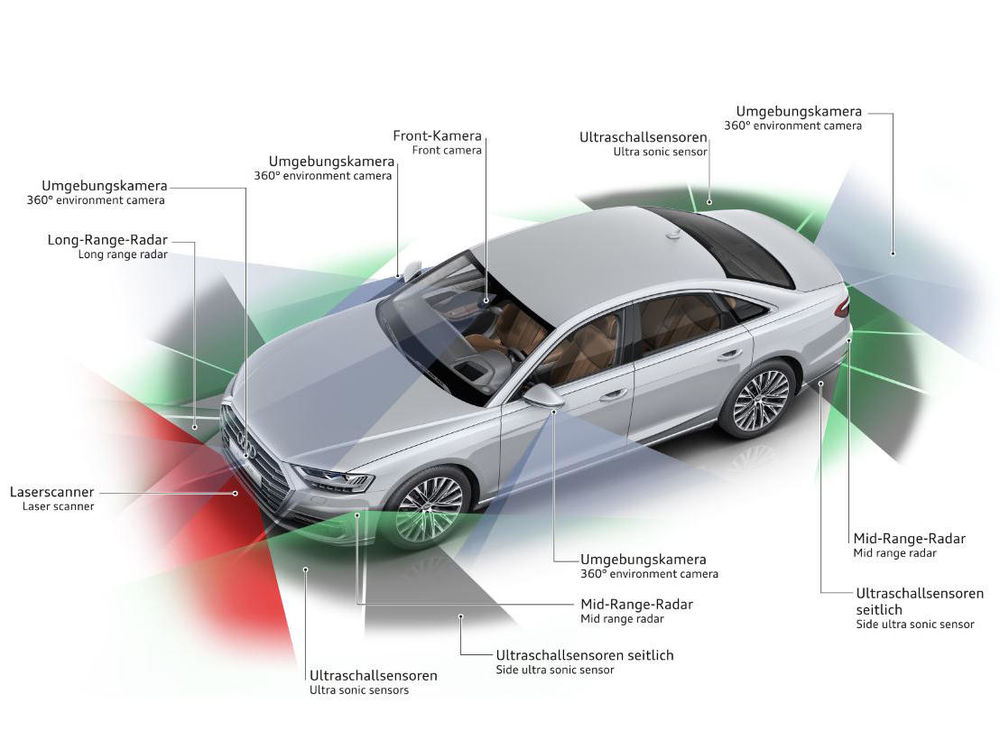 Umgebungskamera
360° environment camera
Front-Kamera
Front camera
Ultraschallsensoren
Ultra sonic sensor
Umgebungskamera
360° environment camera
Umgebungskamera
360° environment camera
Long-Range-Radar
Long range radar
Laserscanner
Laser scanner
Mid-Range-Radar
Mid range radar
Umgebungskamera
360° environment camera
Ultraschallsensoren
seitlich
Side ultra sonic sensor
Mid-Range-Radar
Mid range radar
Ultraschallsensoren seitlich
Side ultra sonic sensor
Ultraschallsensoren
Ultra sonic sensors